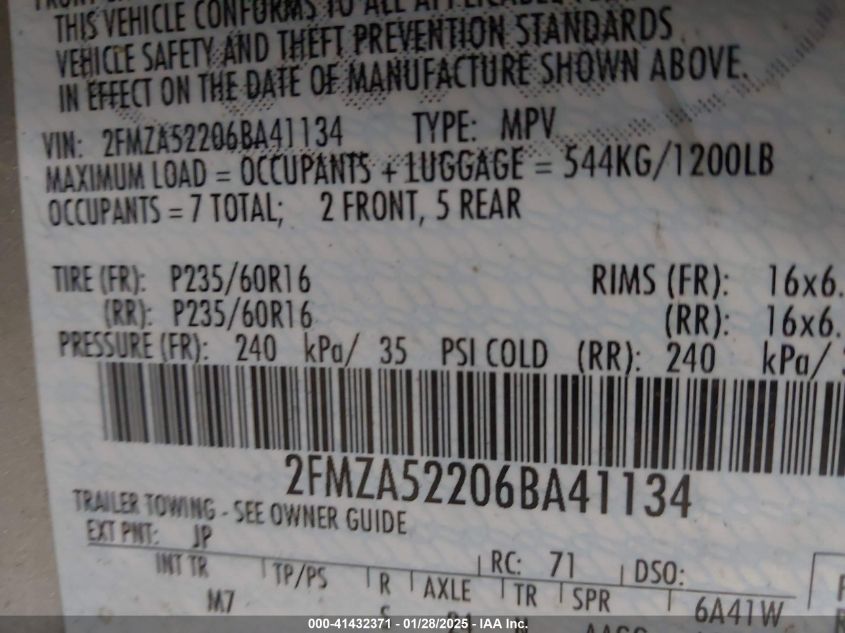 THIS VEHICLE CONFORMS TO ALL
VEHICLE SAFETY AND THEFT PREVENTION STANDARDS
IN EFFECT ON THE DATE OF MANUFACTURE SHOWN ABOVE.
VIN: 2FMZA52206BA41134 TYPE: MPV
MAXIMUM LOAD = OCCUPANTS + LUGGAGE = 544KG/1200LB
OCCUPANTS = 7 TOTAL; 2 FRONT, 5 REAR
TIRE (FR): P235/60R16 RIMS (FR): 16x6.
(RR): P235/60R16 (RR): 16x6.
PRESSURE (FR): 240 kPa/ 35 PSI COLD (RR): 240 kPa/
2FMZA52206BA41134
TRAILER TOWING - SEE OWNER GUIDE
EXT PNT: JP RC: 71 DSO:
INT TR TP/PS R AXLE TR SPR
M7 6A41W
000-41432371 - 01/28/2025 - IAA Inc.